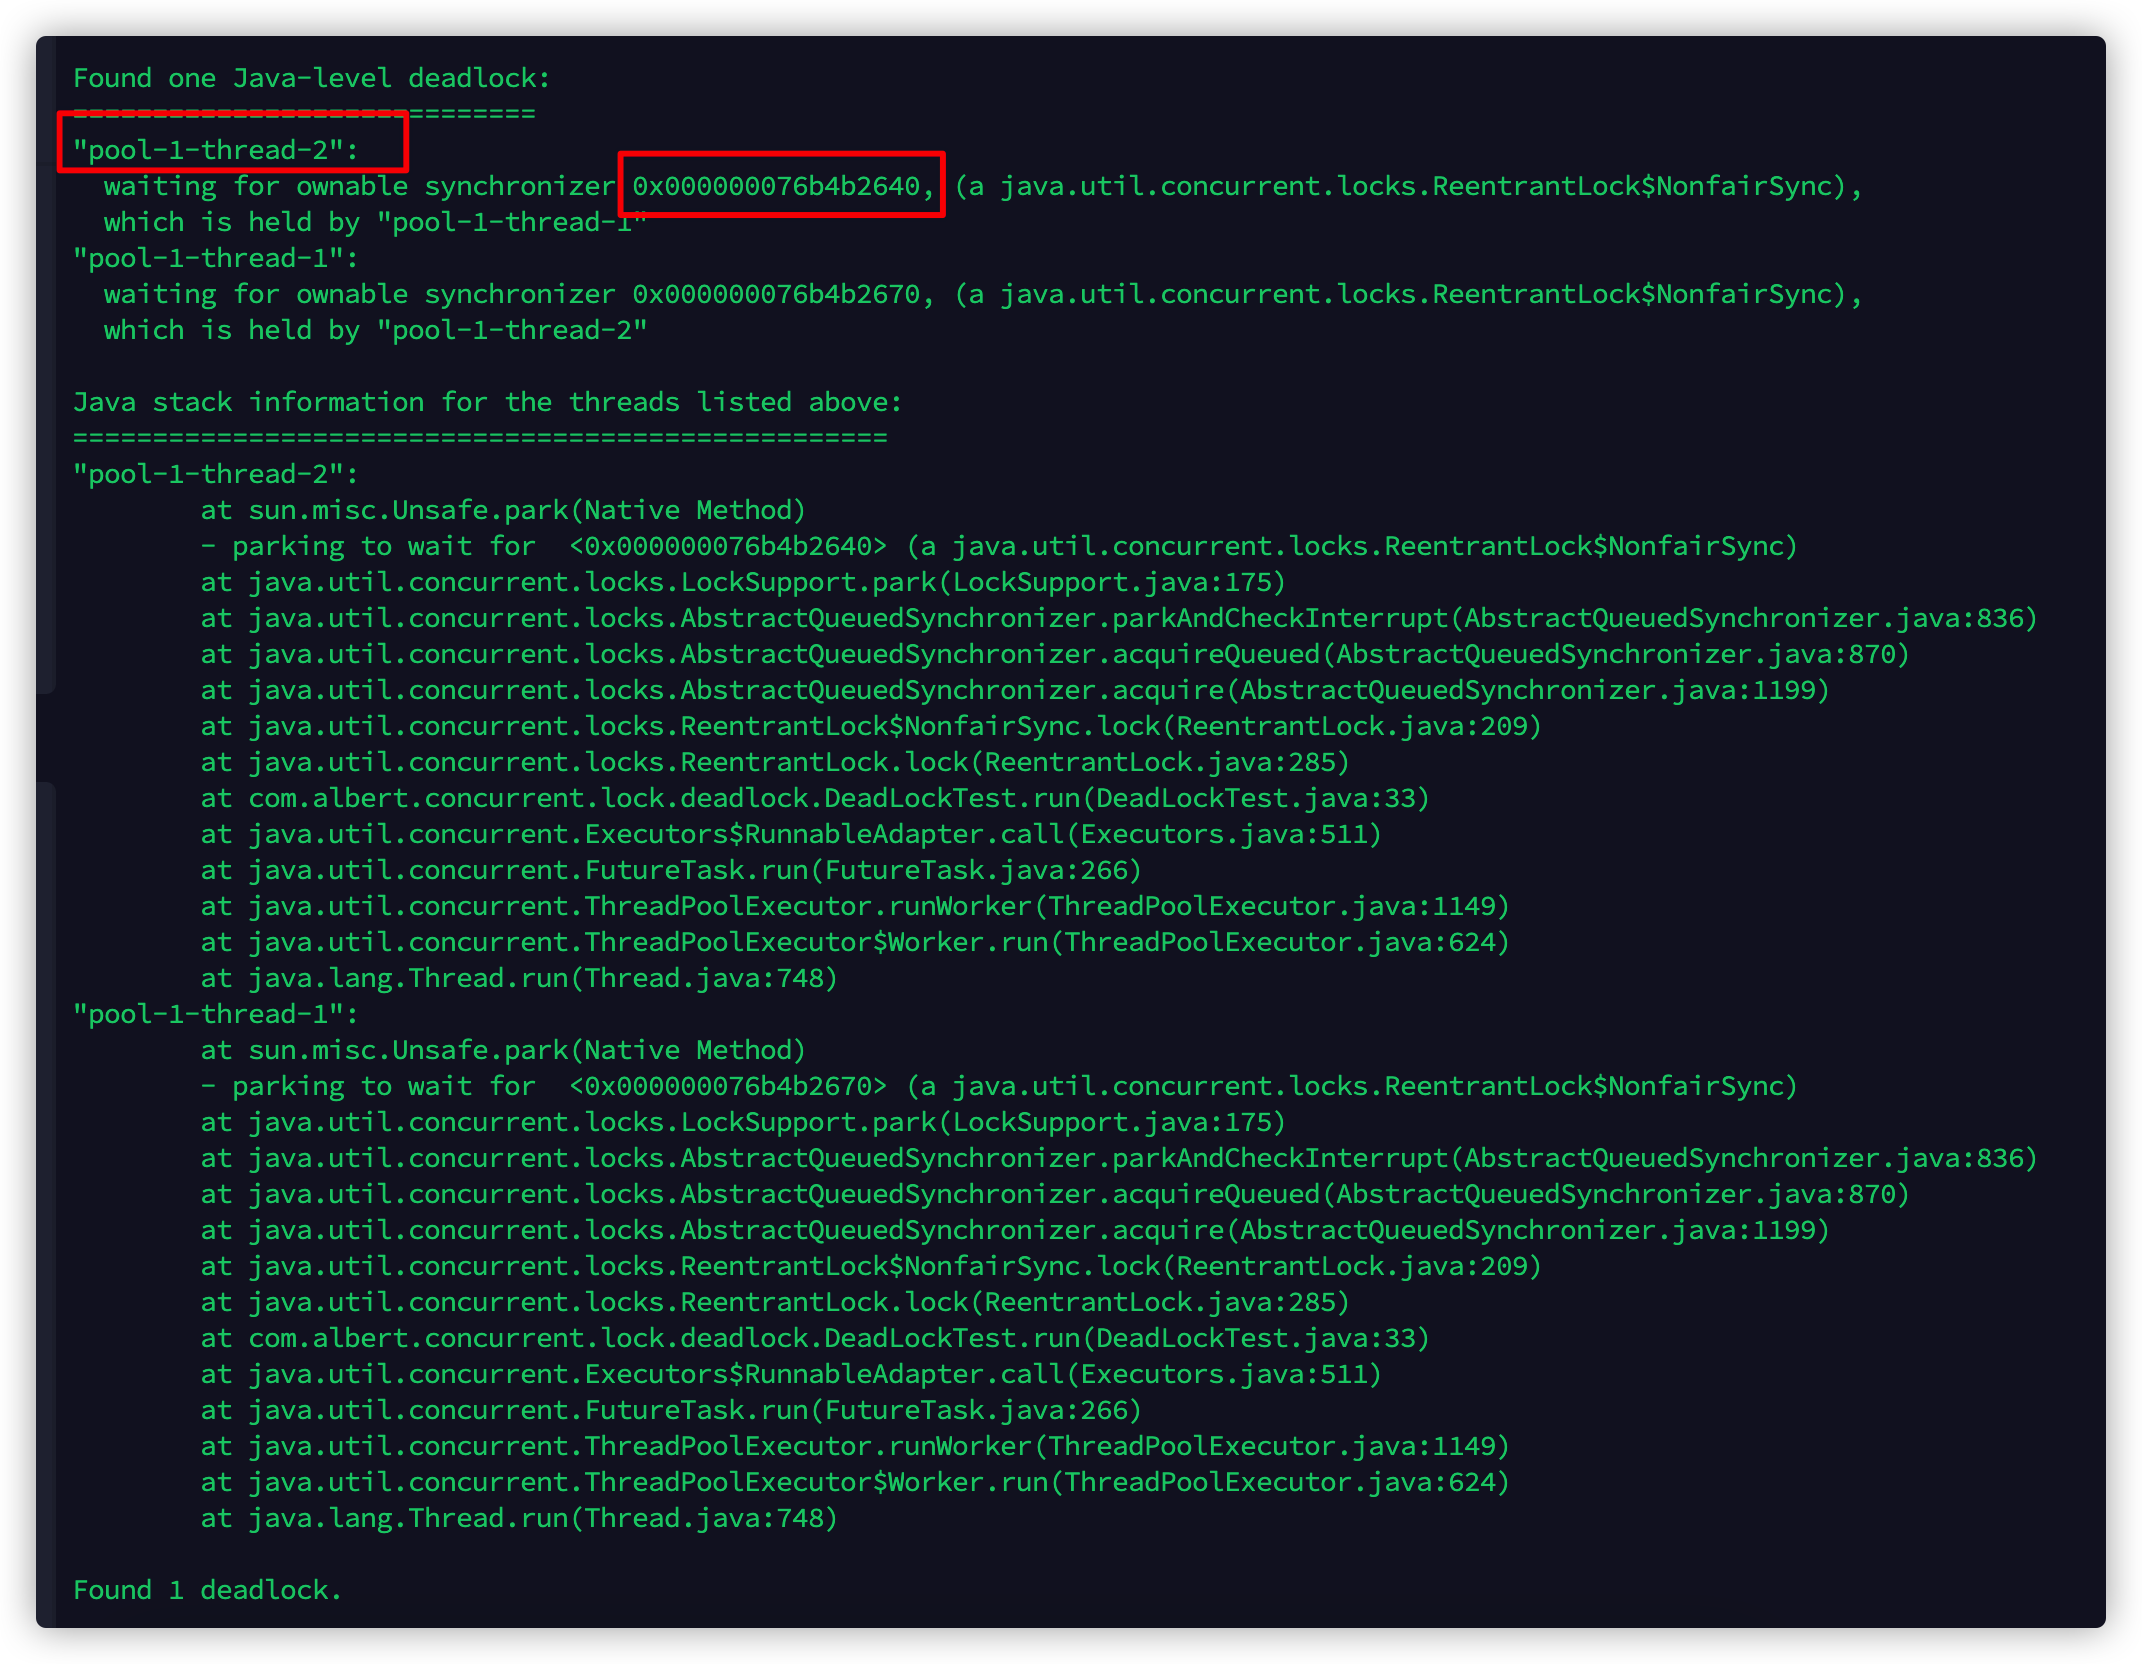 Found one Java-level deadlock:
=============================
"pool-1-thread-2":
  waiting for ownable synchronizer 0x000000076b4b2640, (a java.util.concurrent.locks.ReentrantLock$NonfairSync),
  which is held by "pool-1-thread-1"
"pool-1-thread-1":
  waiting for ownable synchronizer 0x000000076b4b2670, (a java.util.concurrent.locks.ReentrantLock$NonfairSync),
  which is held by "pool-1-thread-2"

Java stack information for the threads listed above:
===================================================
"pool-1-thread-2":
        at sun.misc.Unsafe.park(Native Method)
        - parking to wait for  <0x000000076b4b2640> (a java.util.concurrent.locks.ReentrantLock$NonfairSync)
        at java.util.concurrent.locks.LockSupport.park(LockSupport.java:175)
        at java.util.concurrent.locks.AbstractQueuedSynchronizer.parkAndCheckInterrupt(AbstractQueuedSynchronizer.java:836)
        at java.util.concurrent.locks.AbstractQueuedSynchronizer.acquireQueued(AbstractQueuedSynchronizer.java:870)
        at java.util.concurrent.locks.AbstractQueuedSynchronizer.acquire(AbstractQueuedSynchronizer.java:1199)
        at java.util.concurrent.locks.ReentrantLock$NonfairSync.lock(ReentrantLock.java:209)
        at java.util.concurrent.locks.ReentrantLock.lock(ReentrantLock.java:285)
        at com.albert.concurrent.lock.deadlock.DeadLockTest.run(DeadLockTest.java:33)
        at java.util.concurrent.Executors$RunnableAdapter.call(Executors.java:511)
        at java.util.concurrent.FutureTask.run(FutureTask.java:266)
        at java.util.concurrent.ThreadPoolExecutor.runWorker(ThreadPoolExecutor.java:1149)
        at java.util.concurrent.ThreadPoolExecutor$Worker.run(ThreadPoolExecutor.java:624)
        at java.lang.Thread.run(Thread.java:748)
"pool-1-thread-1":
        at sun.misc.Unsafe.park(Native Method)
        - parking to wait for  <0x000000076b4b2670> (a java.util.concurrent.locks.ReentrantLock$NonfairSync)
        at java.util.concurrent.locks.LockSupport.park(LockSupport.java:175)
        at java.util.concurrent.locks.AbstractQueuedSynchronizer.parkAndCheckInterrupt(AbstractQueuedSynchronizer.java:836)
        at java.util.concurrent.locks.AbstractQueuedSynchronizer.acquireQueued(AbstractQueuedSynchronizer.java:870)
        at java.util.concurrent.locks.AbstractQueuedSynchronizer.acquire(AbstractQueuedSynchronizer.java:1199)
        at java.util.concurrent.locks.ReentrantLock$NonfairSync.lock(ReentrantLock.java:209)
        at java.util.concurrent.locks.ReentrantLock.lock(ReentrantLock.java:285)
        at com.albert.concurrent.lock.deadlock.DeadLockTest.run(DeadLockTest.java:33)
        at java.util.concurrent.Executors$RunnableAdapter.call(Executors.java:511)
        at java.util.concurrent.FutureTask.run(FutureTask.java:266)
        at java.util.concurrent.ThreadPoolExecutor.runWorker(ThreadPoolExecutor.java:1149)
        at java.util.concurrent.ThreadPoolExecutor$Worker.run(ThreadPoolExecutor.java:624)
        at java.lang.Thread.run(Thread.java:748)

Found 1 deadlock.